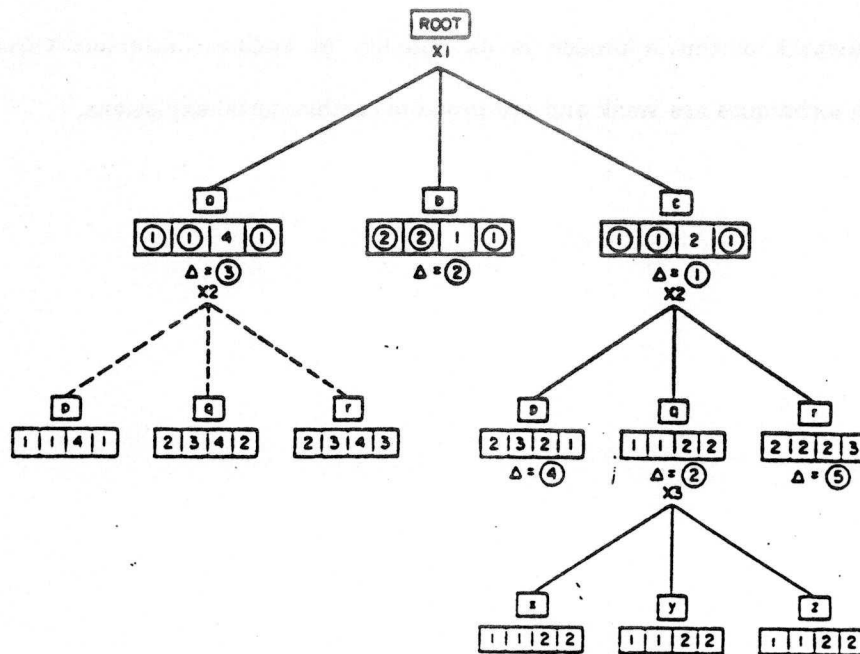 ROOT
X1
a b c
1 1 4 1 2 2 1 1 1 1 2 1
Δ = 3 Δ = 2 Δ = 1
X2 X2
p q r p q r
1 1 4 1 2 3 4 2 2 3 4 3 2 3 2 1 1 1 2 2 2 2 2 3
Δ = 4 Δ = 2 Δ = 5
X3
y z
1 1 2 2 1 1 2 2 1 1 2 2